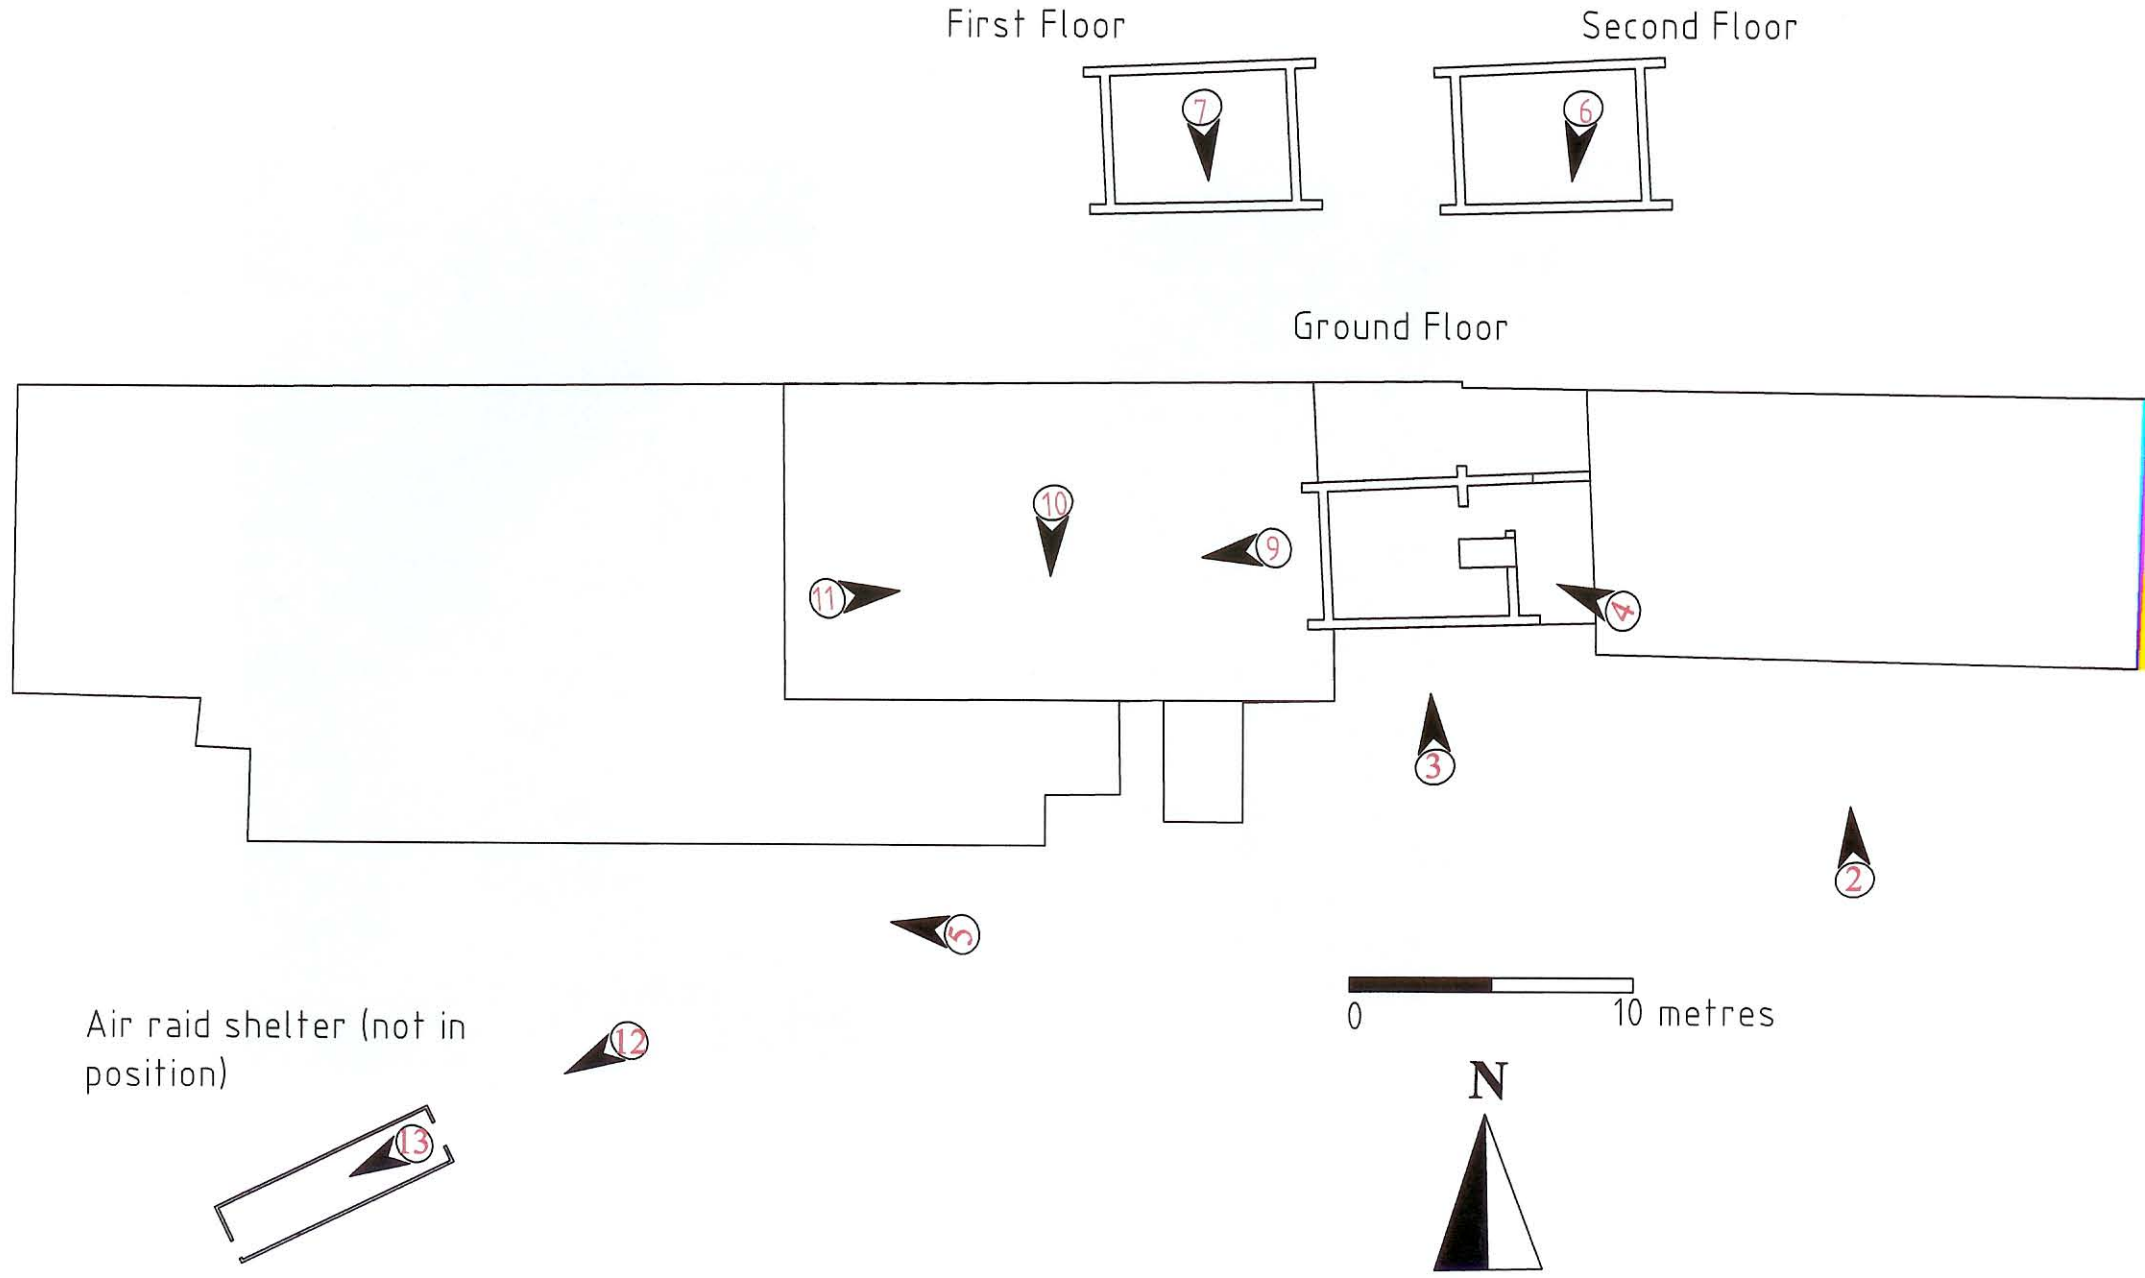 First Floor
Second Floor
7
6
Ground Floor
10
9
11
4
3
2
5
0
10 metres
Air raid shelter (not in
position)
12
13
N